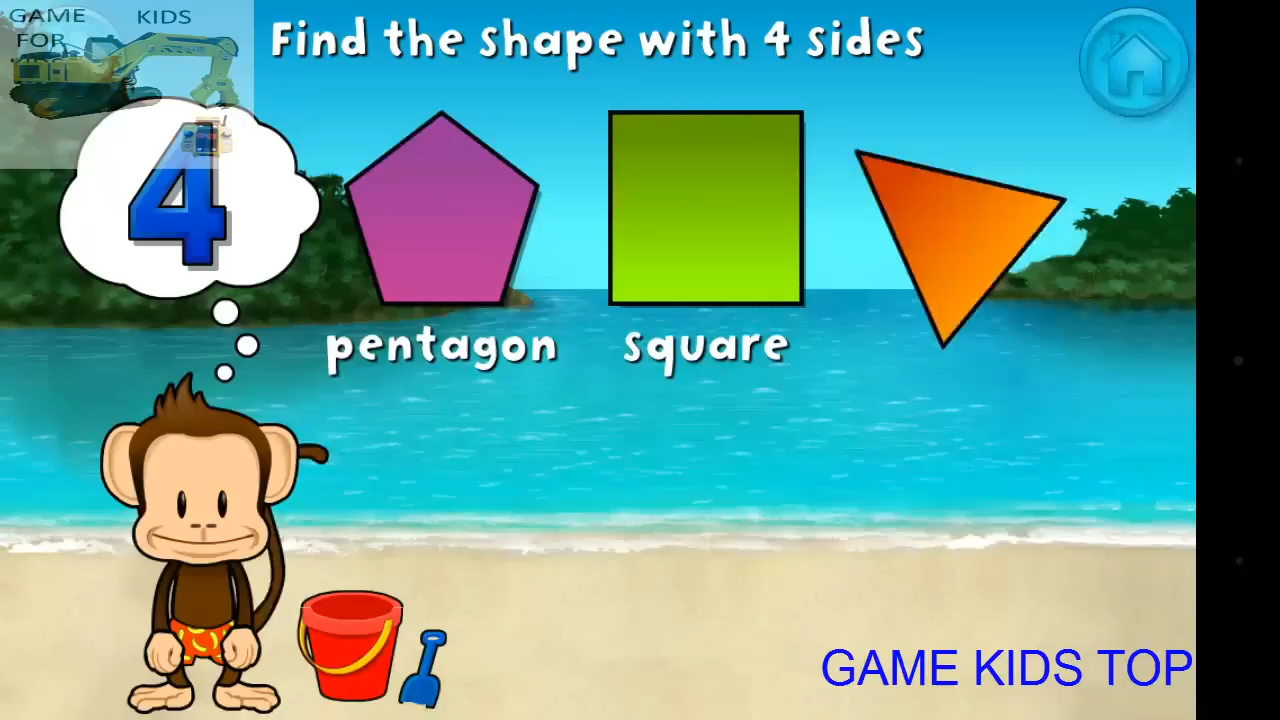 GAME KIDS
FOR
Find the shape with 4 sides
4
pentagon square
GAME KIDS TOP